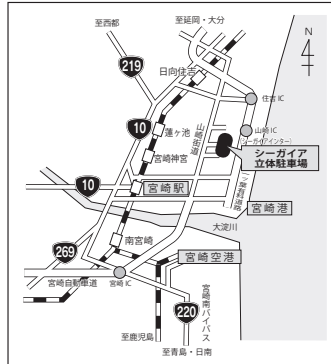 至延岡・大分
至西都
N
219
日向住吉
住吉IC
10
蓮ヶ池
山崎街道
山崎IC
(シーガイアインター)
宮崎神宮
シーガイア
立体駐車場
一ッ葉有料道路
10
宮崎駅
宮崎港
大淀川
269
南宮崎
宮崎空港
宮崎自動車道
宮崎IC
宮崎南バイパス
220
至鹿児島
至青島・日南